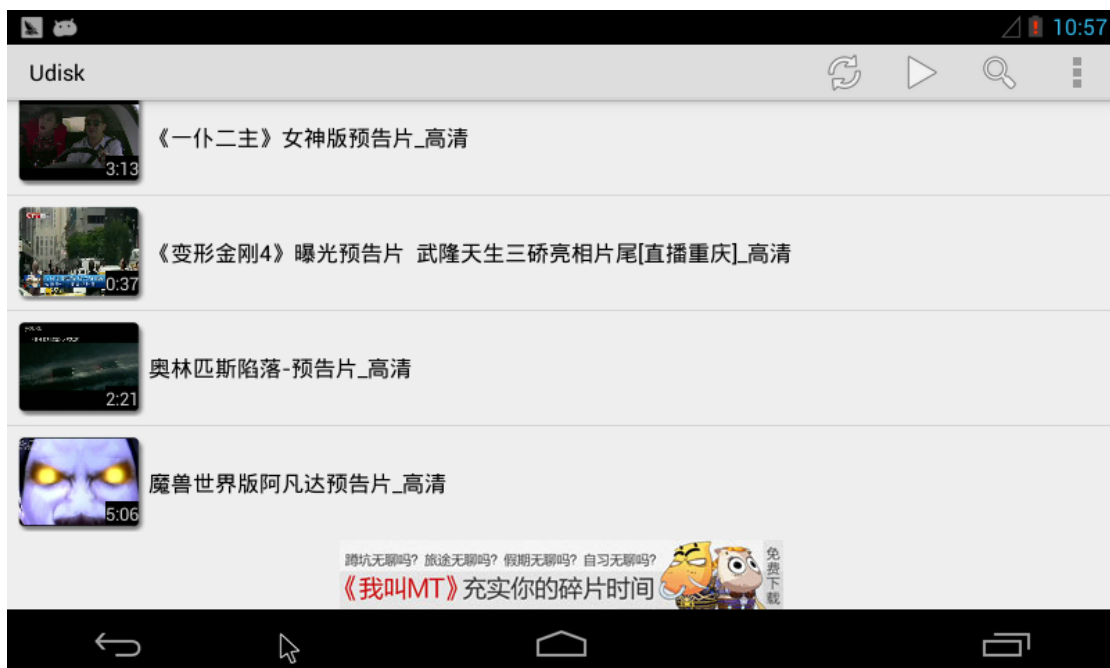 10:57
Udisk
《一仆二主》女神版预告片_高清
3:13
《变形金刚4》曝光预告片 武隆天生三硚亮相片尾[直播重庆]_高清
0:37
奥林匹斯陷落-预告片_高清
2:21
魔兽世界版阿凡达预告片_高清
5:06
蹲坑无聊吗? 旅途无聊吗? 假期无聊吗? 自习无聊吗?
《我叫MT》充实你的碎片时间
免费下载